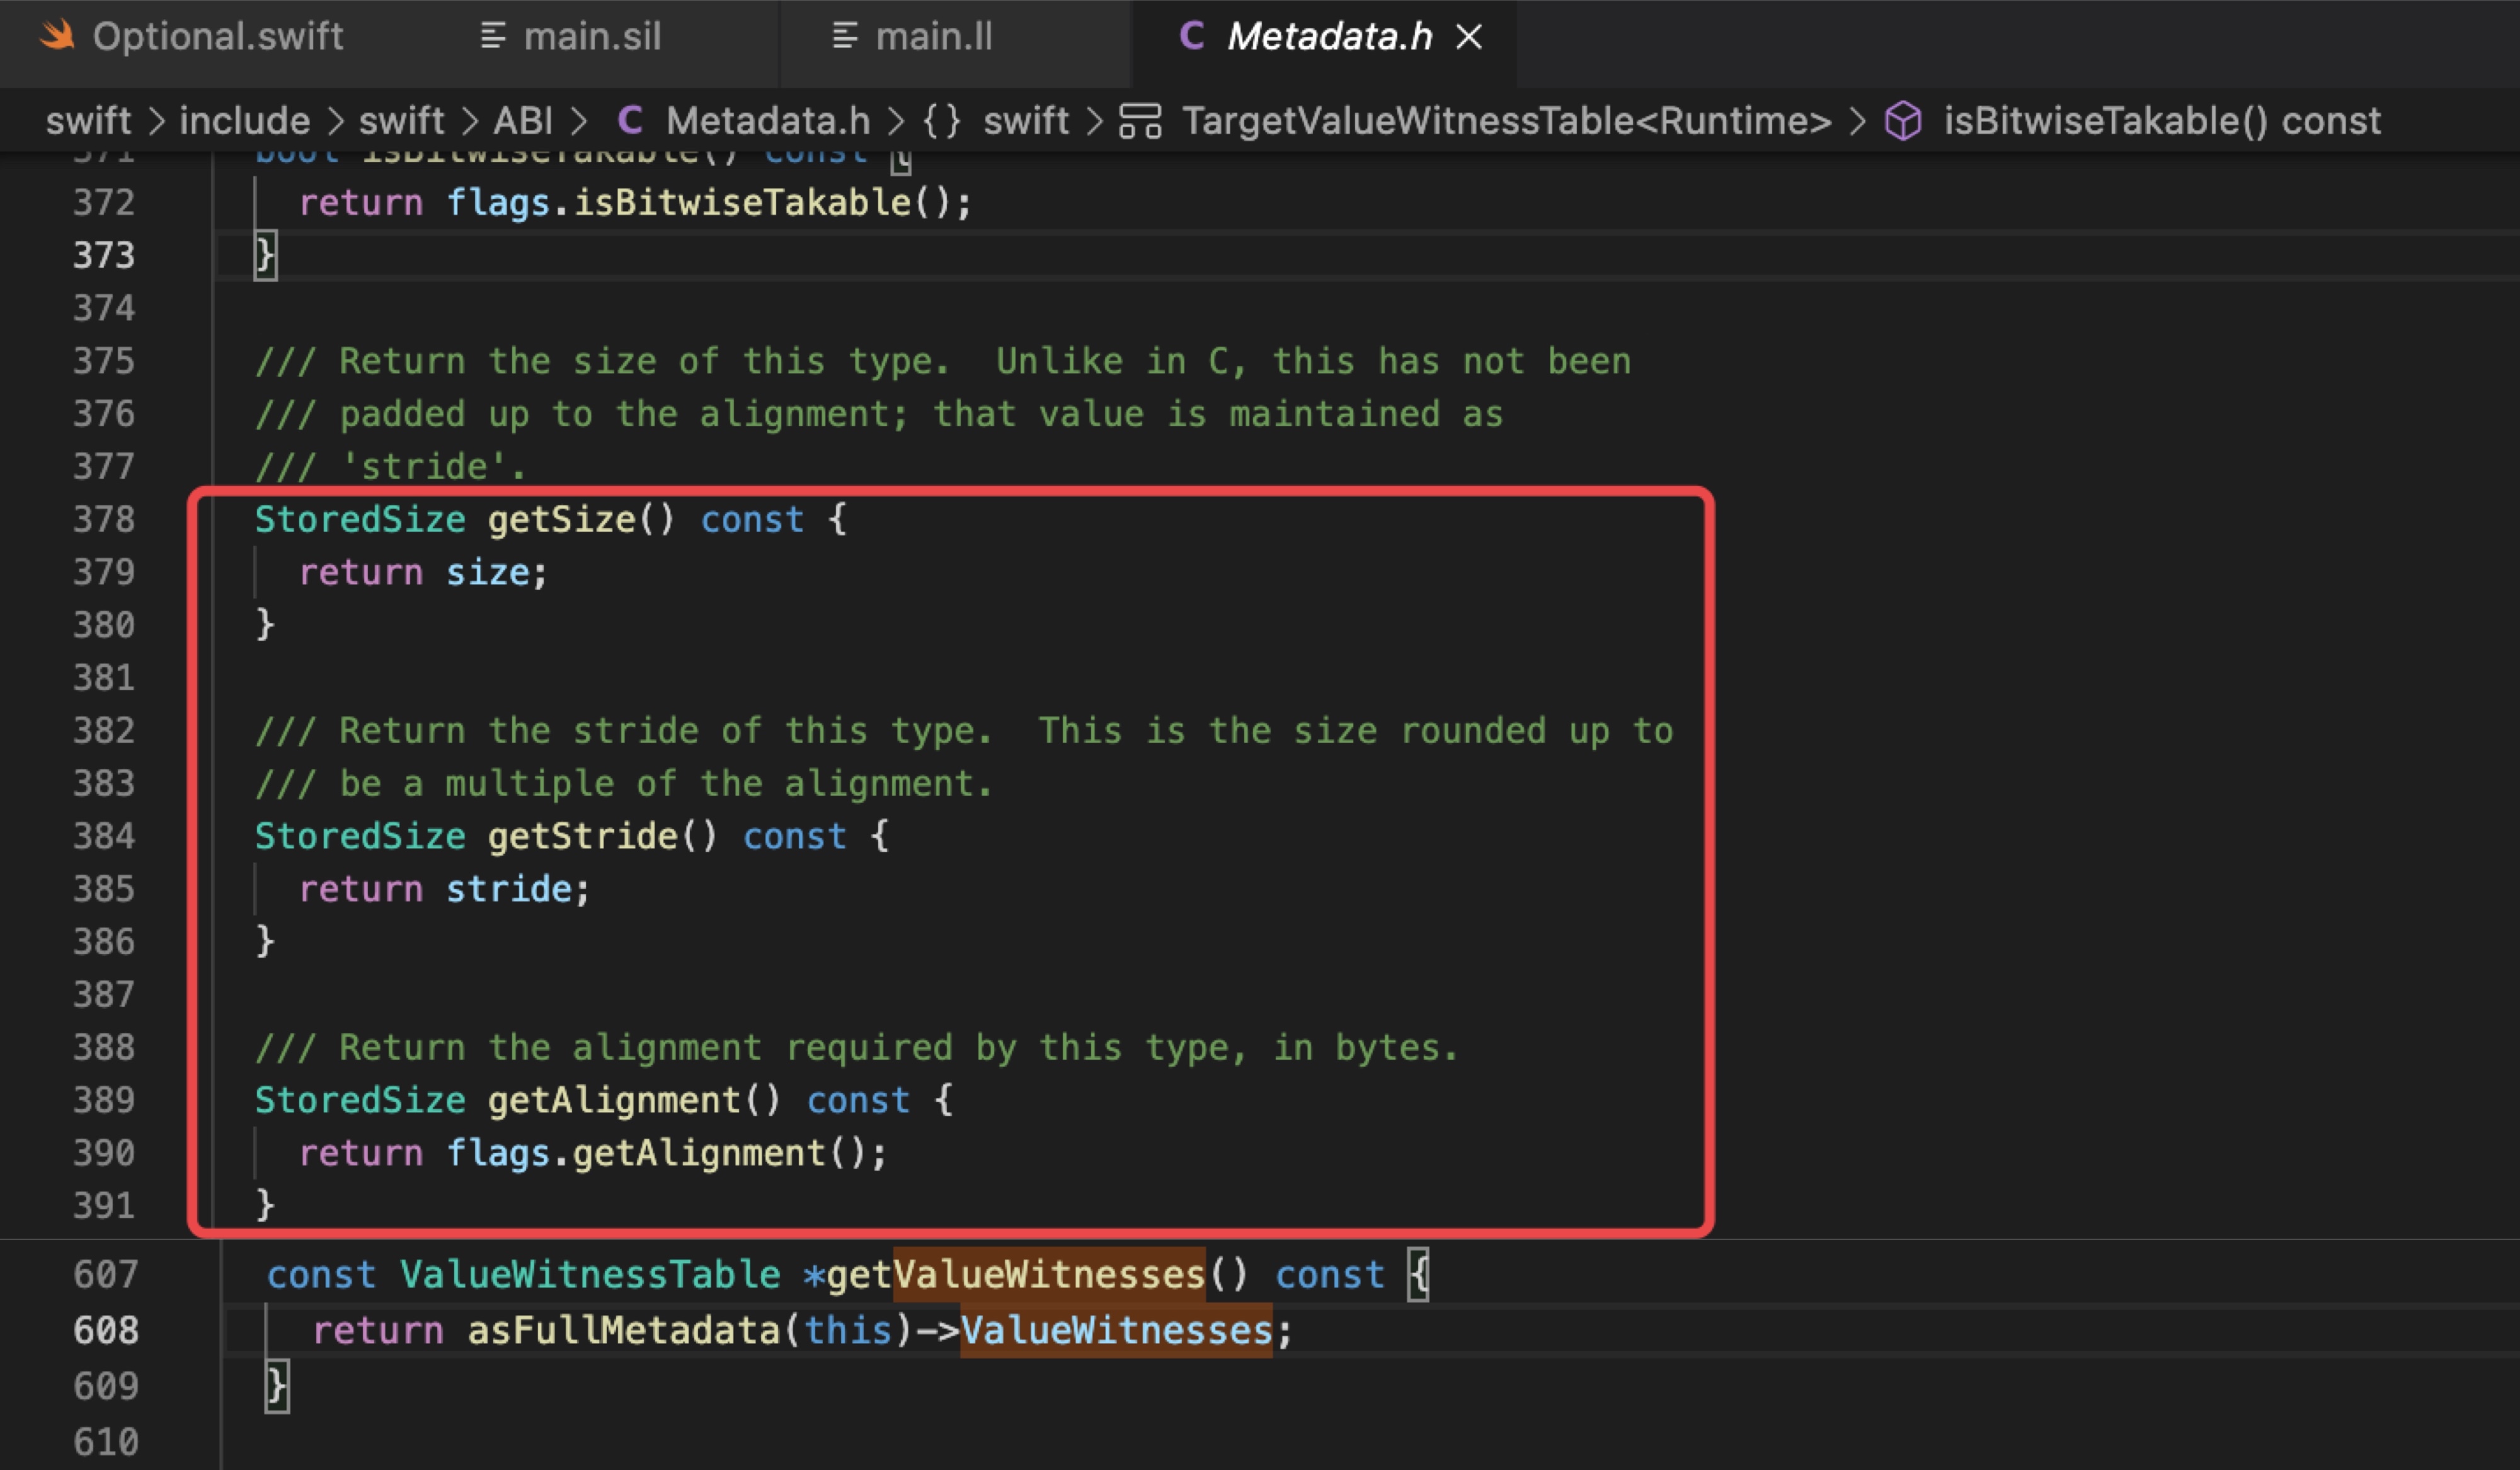 Optional.swift main.sil main.ll C Metadata.h ×
swift > include > swift > ABI > C Metadata.h > {} swift > TargetValueWitnessTable<Runtime> > isBitwiseTakable() const
371 bool isBitwiseTakable() const {
372 return flags.isBitwiseTakable();
373 }
374
375 /// Return the size of this type.  Unlike in C, this has not been
376 /// padded up to the alignment; that value is maintained as
377 /// 'stride'.
378 StoredSize getSize() const {
379 return size;
380 }
381
382 /// Return the stride of this type.  This is the size rounded up to
383 /// be a multiple of the alignment.
384 StoredSize getStride() const {
385 return stride;
386 }
387
388 /// Return the alignment required by this type, in bytes.
389 StoredSize getAlignment() const {
390 return flags.getAlignment();
391 }
607 const ValueWitnessTable *getValueWitnesses() const {
608 return asFullMetadata(this)->ValueWitnesses;
609 }
610